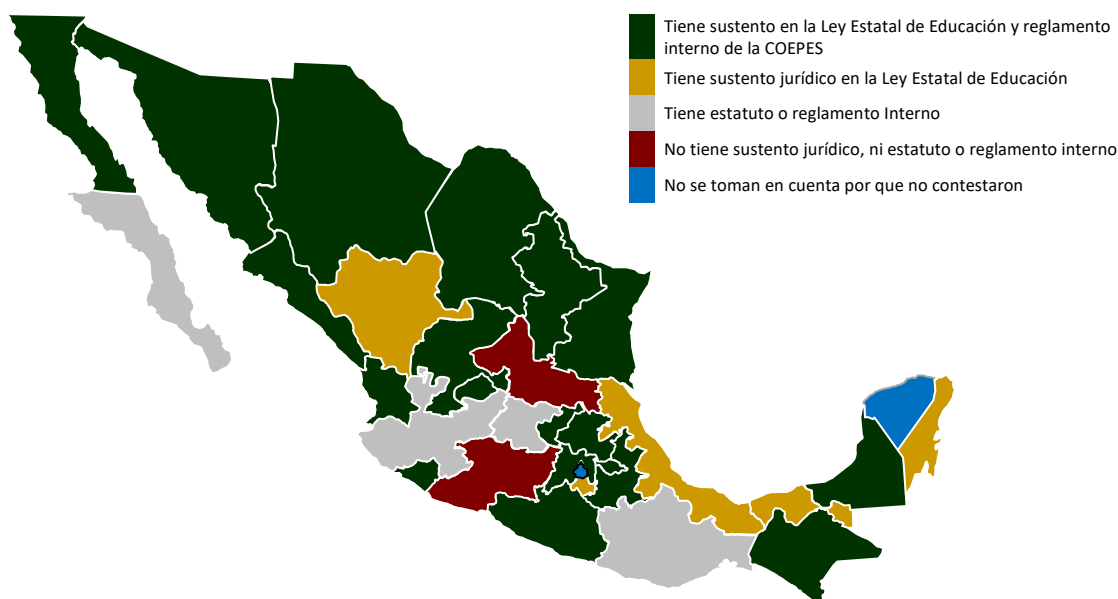 Tiene sustento en la Ley Estatal de Educación y reglamento
interno de la COEPES
Tiene sustento jurídico en la Ley Estatal de Educación
Tiene estatuto o reglamento Interno
No tiene sustento jurídico, ni estatuto o reglamento interno
No se toman en cuenta por que no contestaron